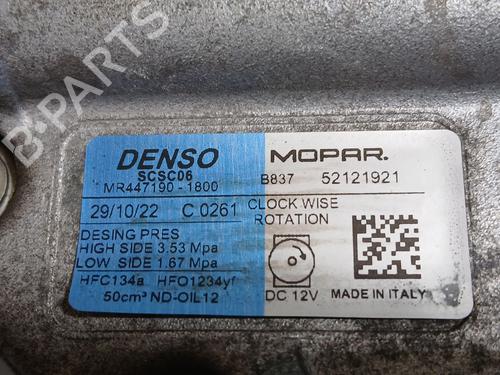 B-PARTS
DENSO MOPAR.
SCSC06
MR447190-1800 B837 52121921
29/10/22 C 0261 CLOCK WISE
ROTATION
DESING PRES
HIGH SIDE 3.53 Mpa
LOW SIDE 1.67 Mpa
HFC134a HFO1234yf
50cm³ ND-OIL12 DC 12V MADE IN ITALY